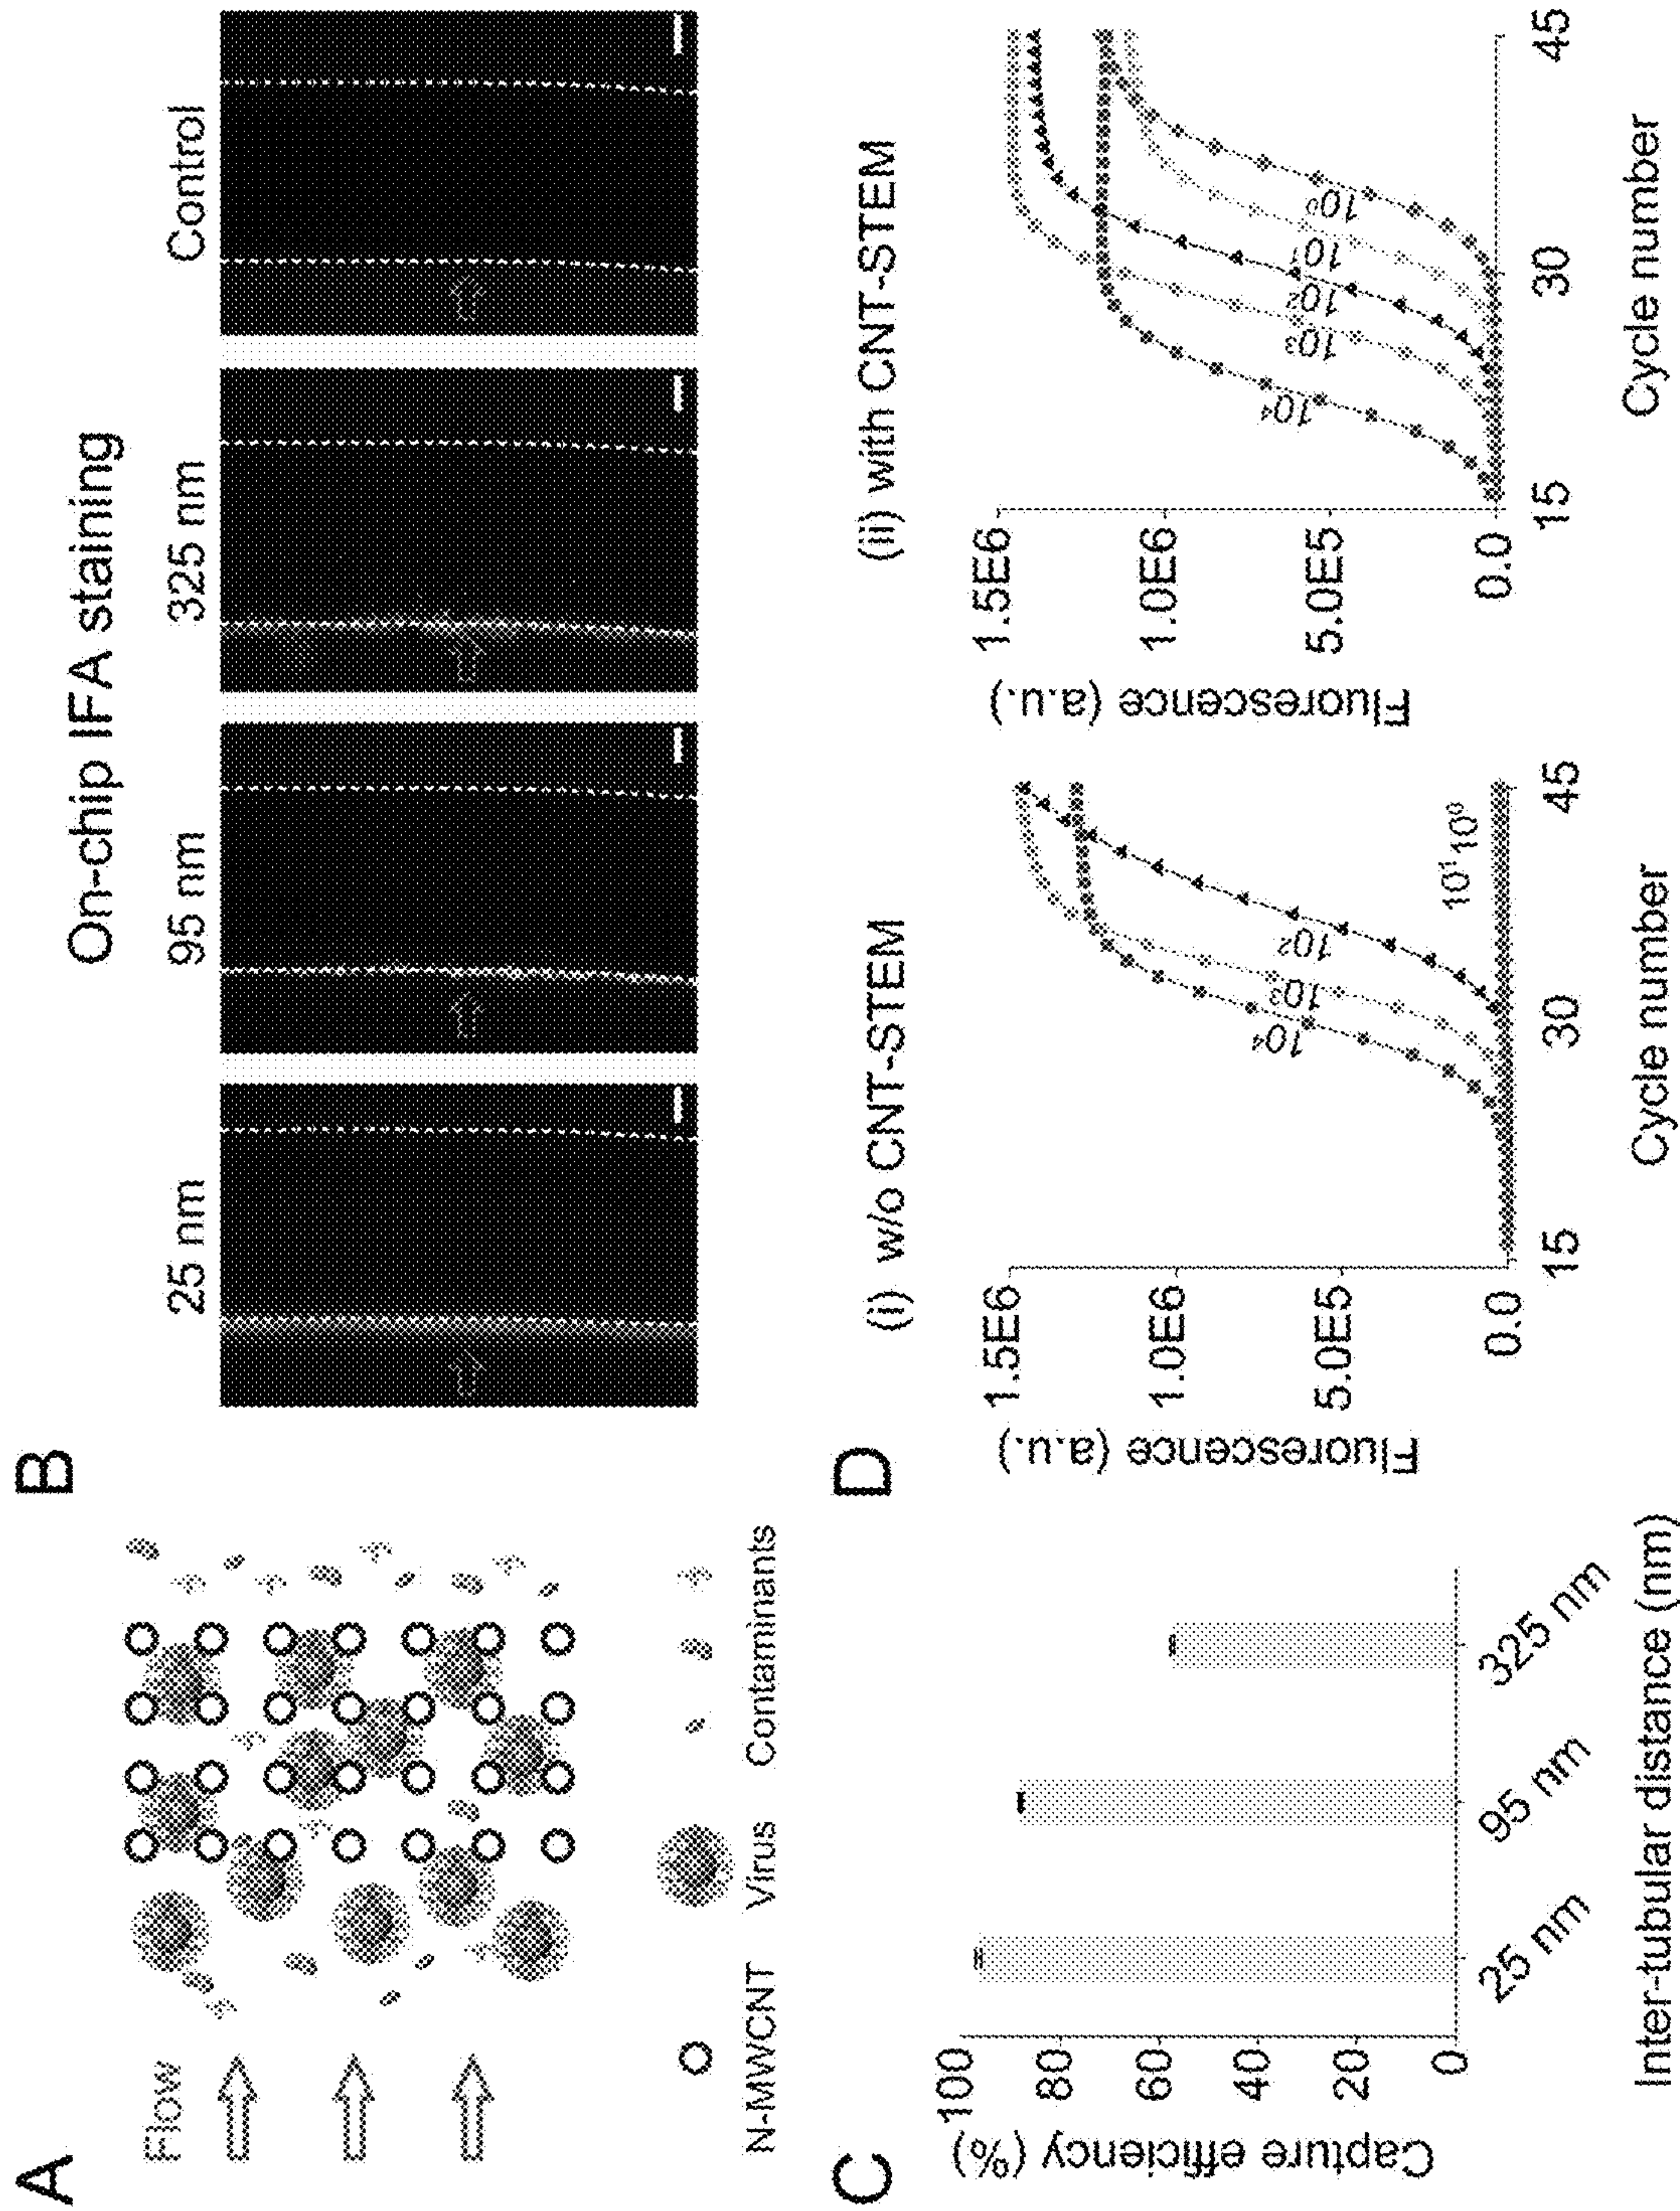 A
Flow
N-MWCNT
Virus
Contaminants
B
On-chip IFA staining
25 nm
95 nm
325 nm
Control
C
Capture efficiency (%)
100
80
60
40
20
0
25 nm
95 nm
325 nm
Inter-tubular distance (nm)
D
(i) w/o CNT-STEM
Fluorescence (a.u.)
1.5E6
1.0E6
5.0E5
0.0
10⁴
10³
10²
10¹ 10⁰
15
30
45
Cycle number
(ii) with CNT-STEM
Fluorescence (a.u.)
1.5E6
1.0E6
5.0E5
0.0
10⁴
10³
10²
10¹
10⁰
15
30
45
Cycle number